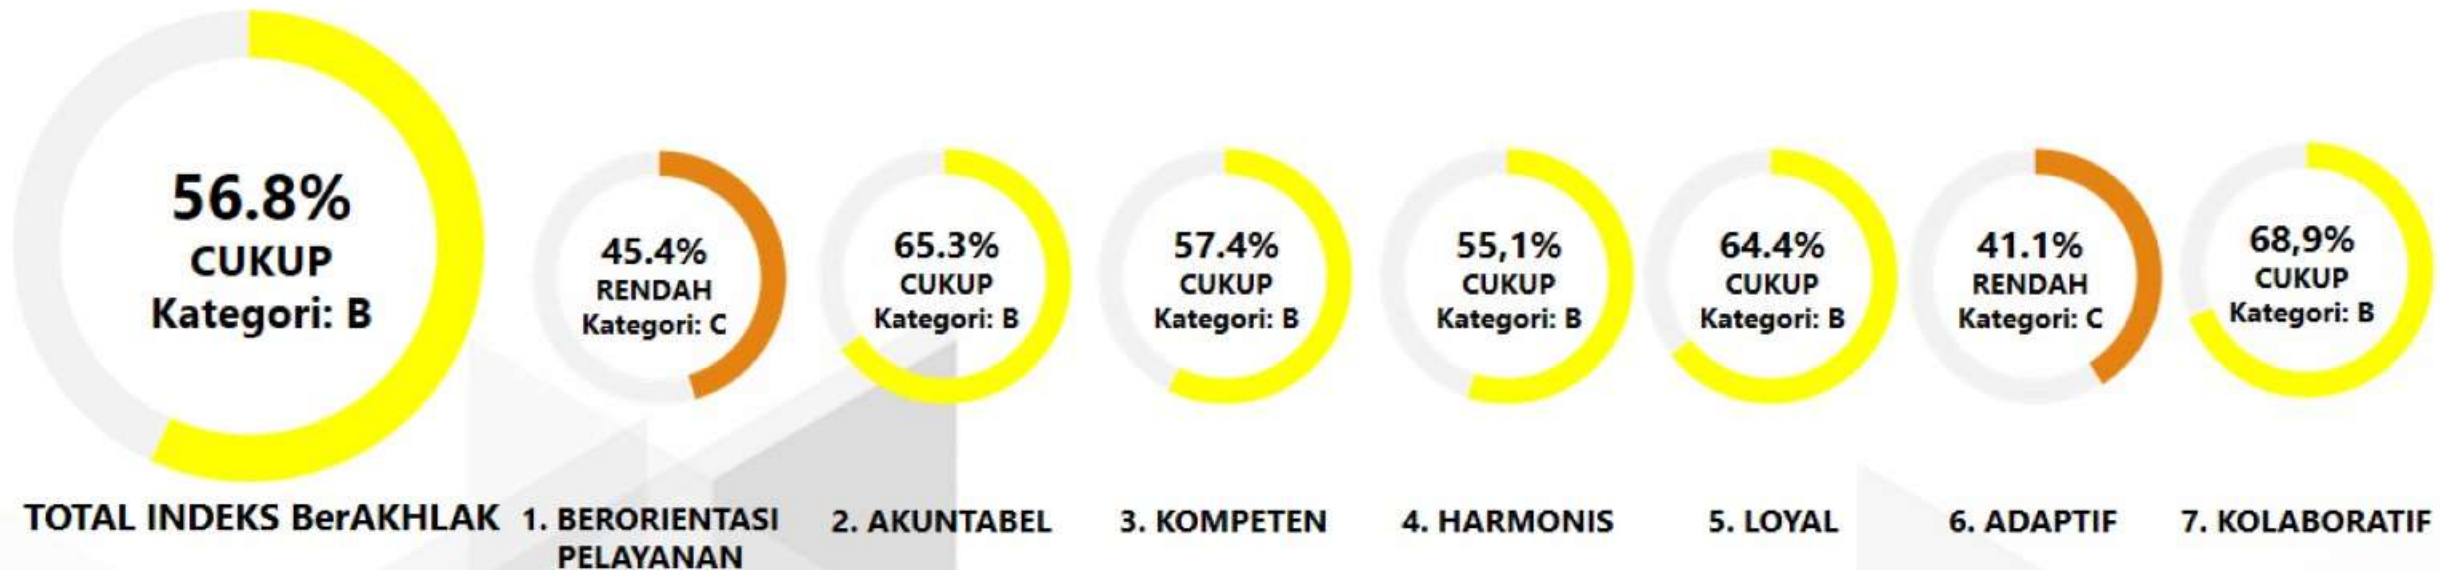 56.8%
CUKUP
Kategori: B
TOTAL INDEKS BerAKHLAK
45.4%
RENDAH
Kategori: C
1. BERORIENTASI
PELAYANAN
65.3%
CUKUP
Kategori: B
2. AKUNTABEL
57.4%
CUKUP
Kategori: B
3. KOMPETEN
55,1%
CUKUP
Kategori: B
4. HARMONIS
64.4%
CUKUP
Kategori: B
5. LOYAL
41.1%
RENDAH
Kategori: C
6. ADAPTIF
68,9%
CUKUP
Kategori: B
7. KOLABORATIF